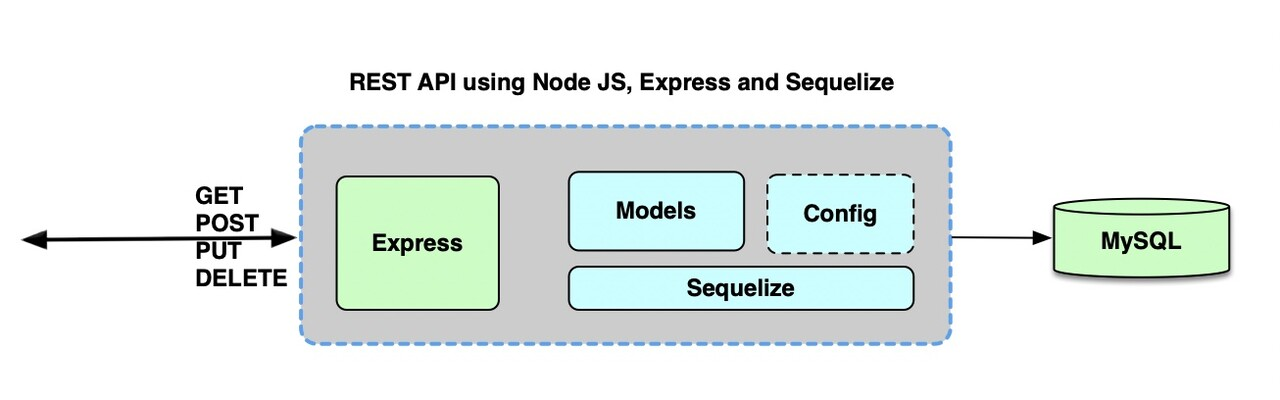 REST API using Node JS, Express and Sequelize
GET
POST
PUT
DELETE
Express
Models
Config
Sequelize
MySQL